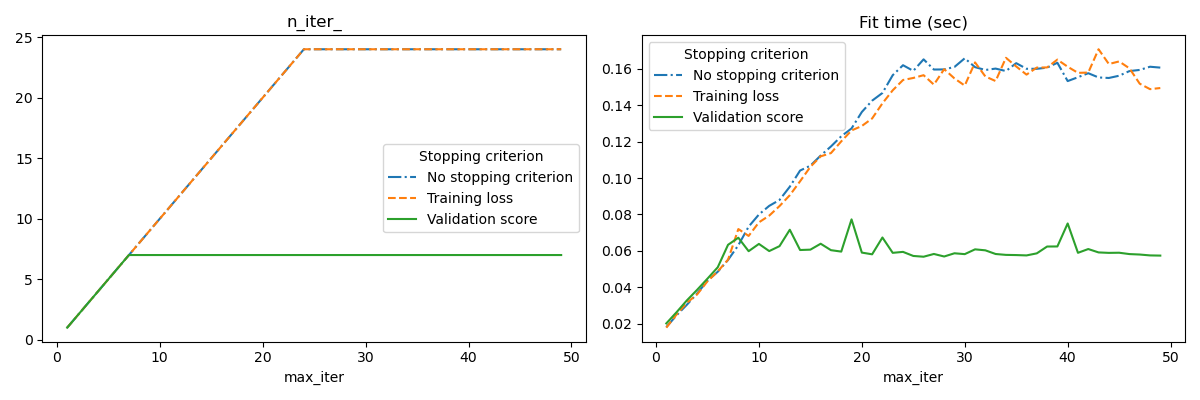 n_iter_
25
20
15
10
5
0
0
10
20
30
40
50
max_iter
Stopping criterion
No stopping criterion
Training loss
Validation score
Fit time (sec)
0.16
0.14
0.12
0.10
0.08
0.06
0.04
0.02
0
10
20
30
40
50
max_iter
Stopping criterion
No stopping criterion
Training loss
Validation score